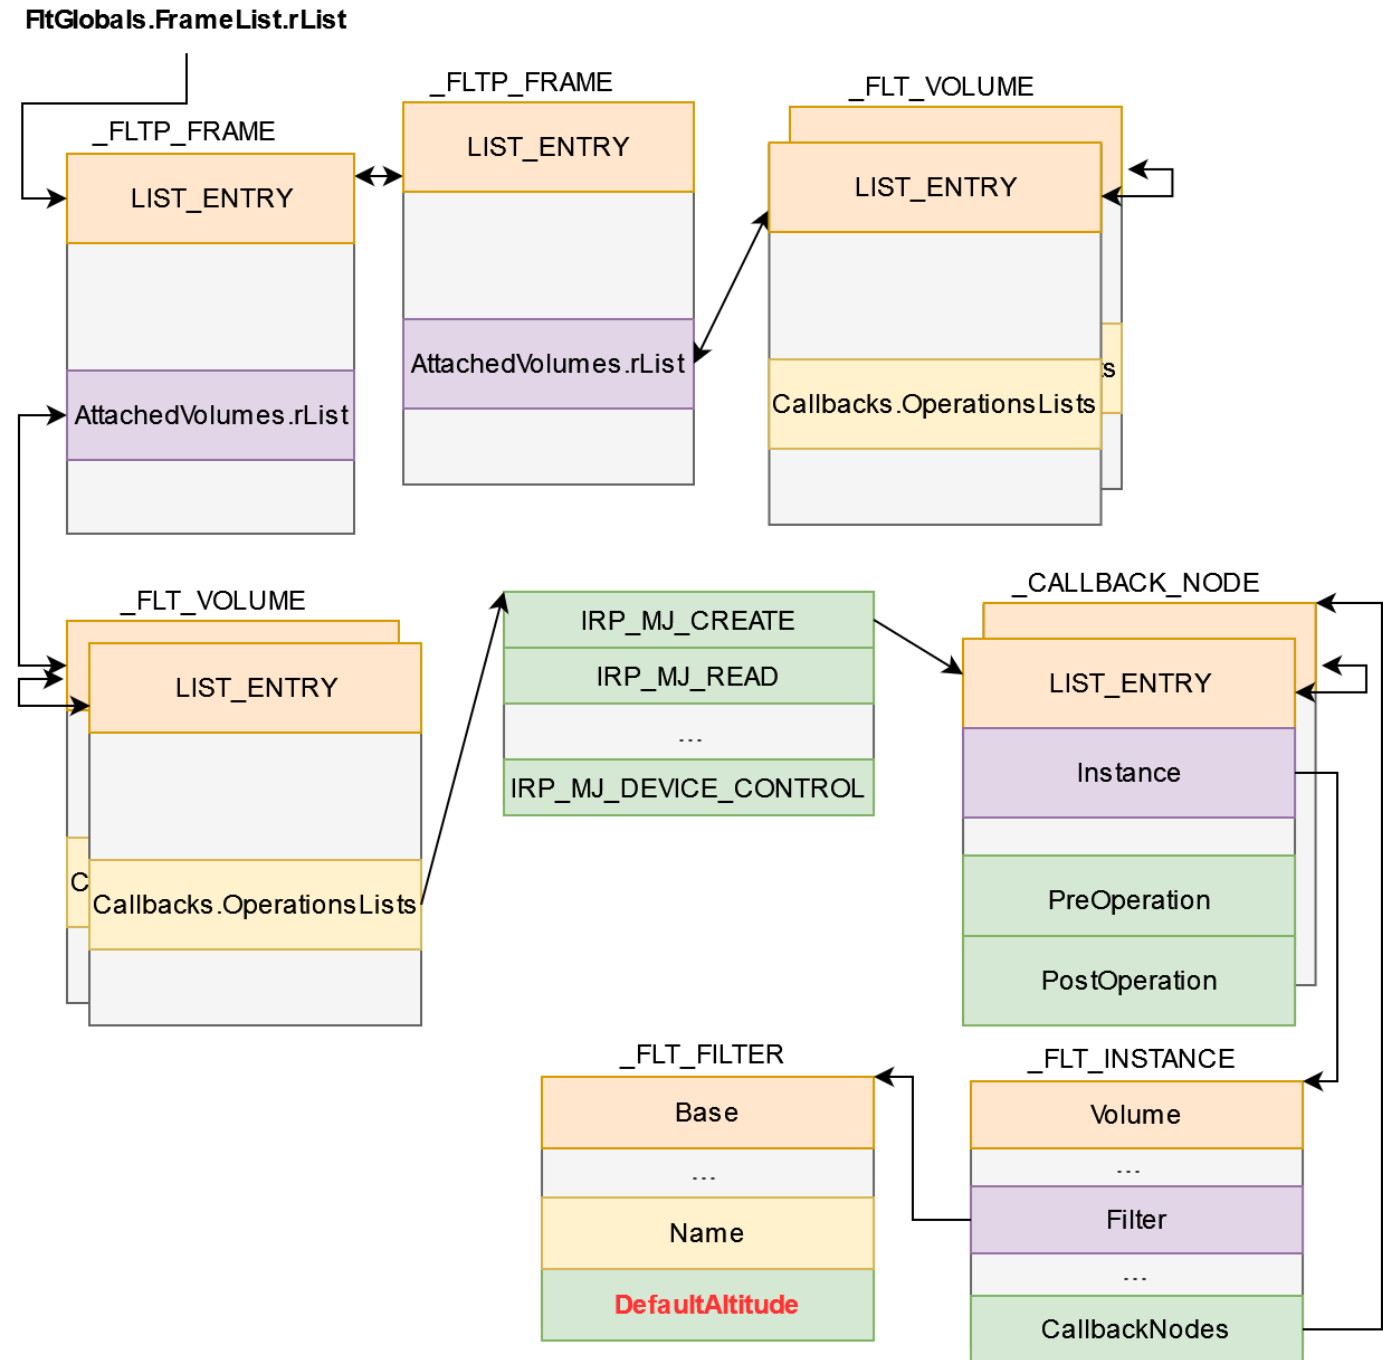 FltGlobals.FrameList.rList
_FLTP_FRAME
_FLT_VOLUME
_FLTP_FRAME
LIST_ENTRY
LIST_ENTRY
LIST_ENTRY
AttachedVolumes.rList
ts
Callbacks.OperationsLists
AttachedVolumes.rList
_CALLBACK_NODE
_FLT_VOLUME
IRP_MJ_CREATE
LIST_ENTRY
LIST_ENTRY
IRP_MJ_READ
...
Instance
IRP_MJ_DEVICE_CONTROL
C
Callbacks.OperationsLists
PreOperation
PostOperation
_FLT_FILTER
_FLT_INSTANCE
Base
Volume
...
...
Name
Filter
...
DefaultAltitude
CallbackNodes